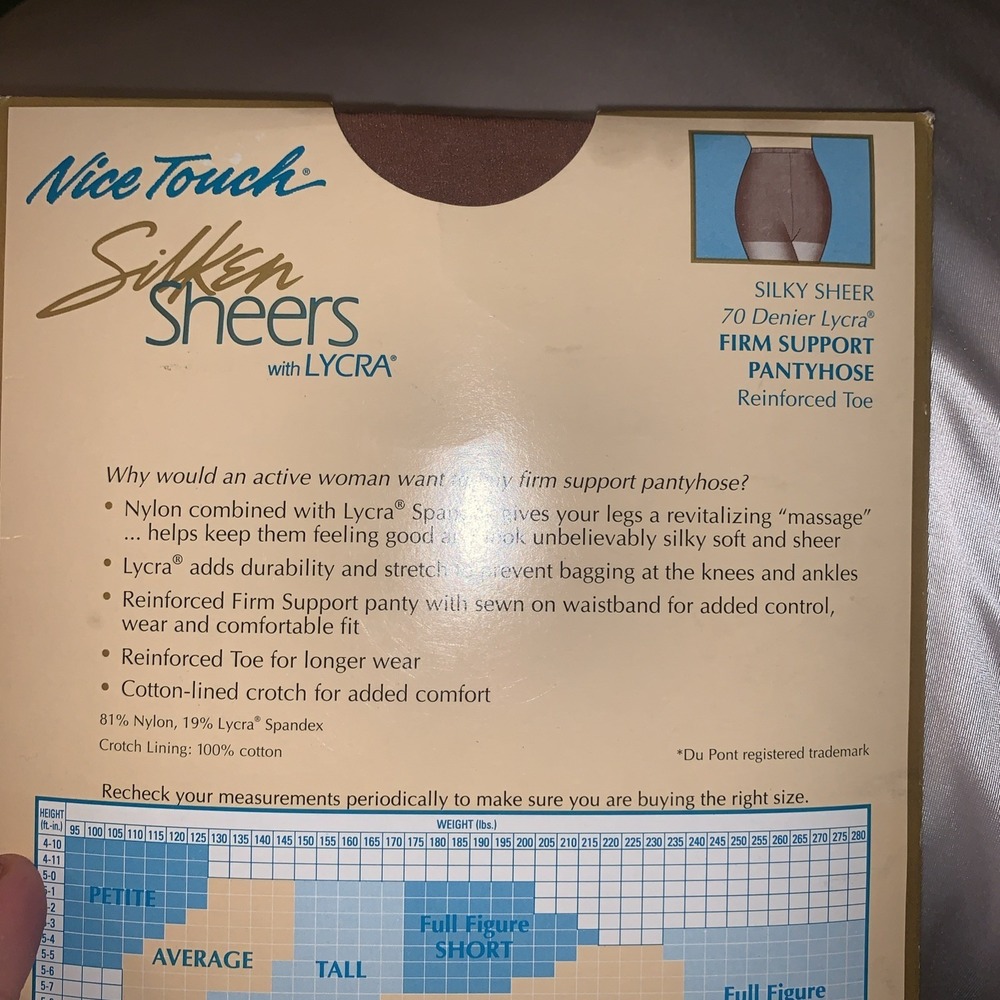 Nice Touch®
Silken
Sheers
with LYCRA®
SILKY SHEER
70 Denier Lycra®
FIRM SUPPORT
PANTYHOSE
Reinforced Toe
Why would an active woman want firm support pantyhose?
• Nylon combined with Lycra® gives your legs a revitalizing “massage”
... helps keep them feeling good look unbelievably silky soft and sheer
• Lycra® adds durability and stretch prevent bagging at the knees and ankles
• Reinforced Firm Support panty with sewn on waistband for added control,
wear and comfortable fit
• Reinforced Toe for longer wear
• Cotton-lined crotch for added comfort
81% Nylon, 19% Lycra® Spandex
Crotch Lining: 100% cotton
*Du Pont registered trademark
Recheck your measurements periodically to make sure you are buying the right size.
HEIGHT
(ft.-in.)
WEIGHT (lbs.)
95 100 105 110 115 120 125 130 135 140 145 150 155 160 165 170 175 180 185 190 195 200 205 210 215 220 225 230 235 240 245 250 255 260 265 270 275 280
4-10
4-11
5-0
-1
-2
-3
5-4
5-5
5-6
5-7
PETITE
AVERAGE
TALL
Full Figure
SHORT
Full Figure